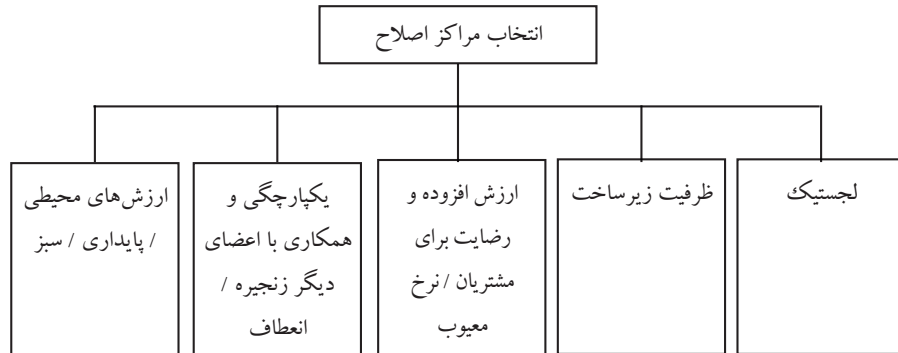 انتخاب مراکز اصلاح
لجستیک
ظرفیت زیرساخت
ارزش افزوده و
رضایت برای
مشتریان / نرخ
معیوب
یکپارچگی و
همکاری با اعضای
دیگر زنجیره /
انعطاف
ارزش‌های محیطی
/ پایداری / سبز